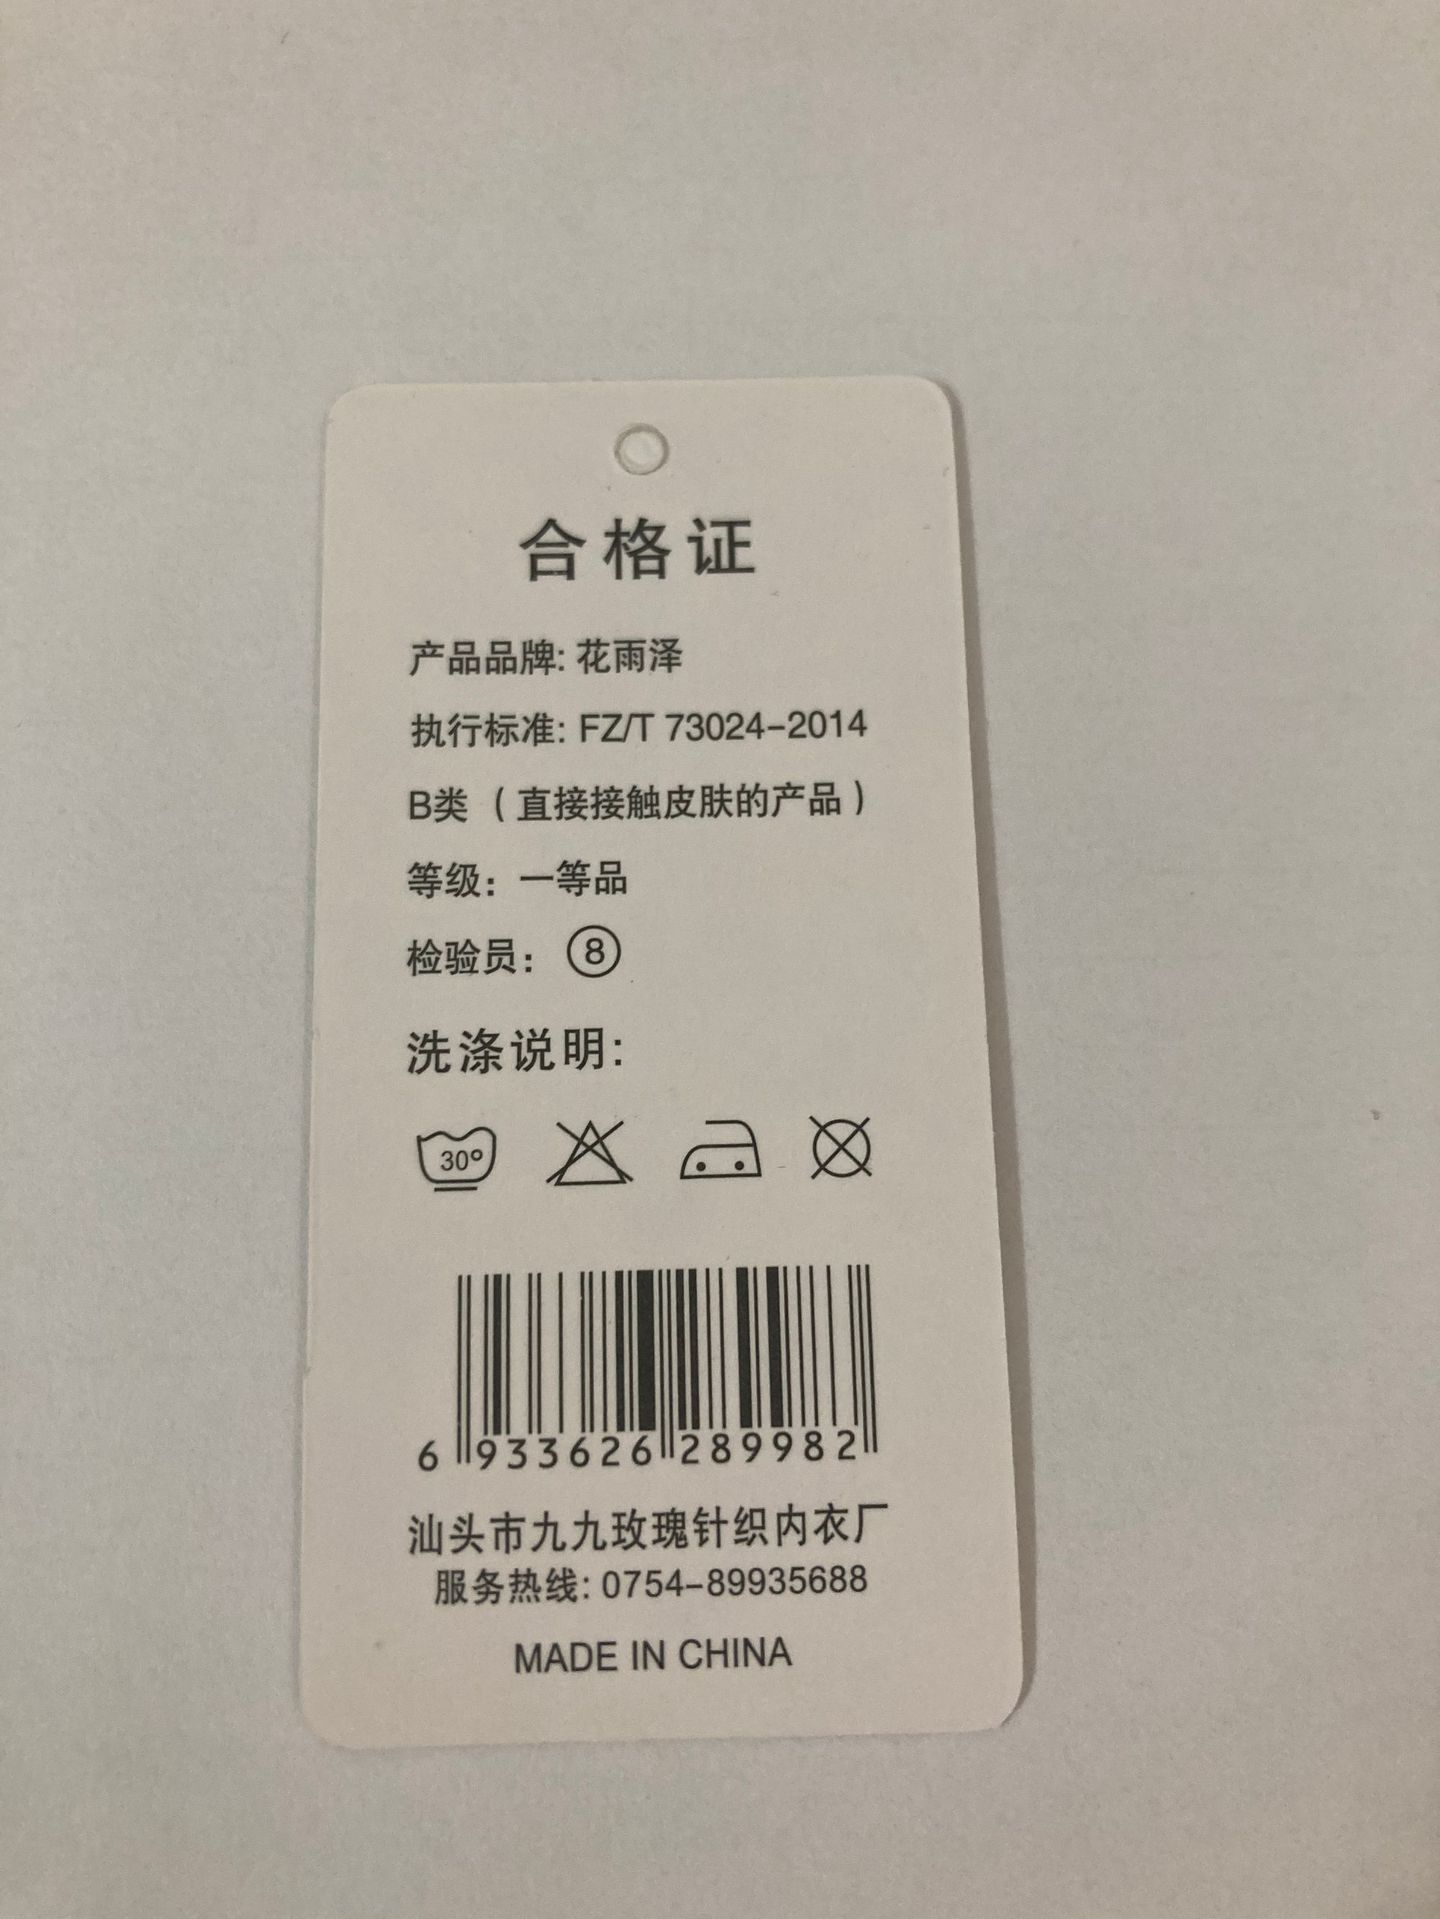 合格证
产品品牌: 花雨泽
执行标准: FZ/T 73024-2014
B类（直接接触皮肤的产品）
等级：一等品
检验员：⑧
洗涤说明:
30°
6 933626 289982
汕头市九九玫瑰针织内衣厂
服务热线: 0754-89935688
MADE IN CHINA